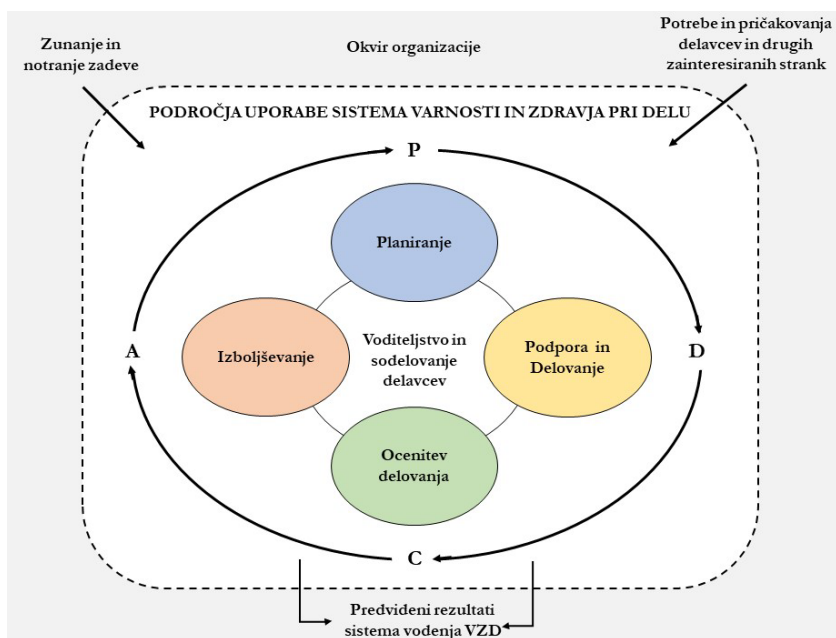 Zunanje in
notranje zadeve
Okvir organizacije
Potrebe in pričakovanja
delavcev in drugih
zainteresiranih strank
PODROČJA UPORABE SISTEMA VARNOSTI IN ZDRAVJA PRI DELU
P
Planiranje
A
Izboljševanje
Voditeljstvo in
sodelovanje
delavcev
Podpora in
Delovanje
D
Ocenitev
delovanja
C
Predvideni rezultati
sistema vodenja VZD